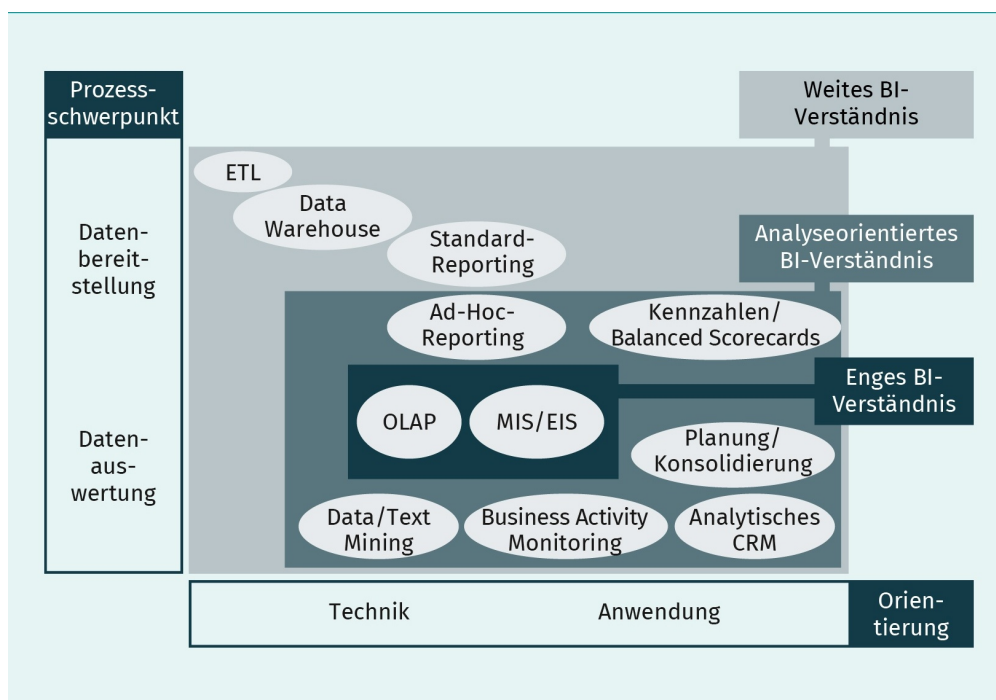 Prozess-
schwerpunkt
Weites BI-
Verständnis
ETL
Data
Warehouse
Standard-
Reporting
Daten-
bereit-
stellung
Analyseorientiertes
BI-Verständnis
Ad-Hoc-
Reporting
Kennzahlen/
Balanced Scorecards
Enges BI-
Verständnis
OLAP
MIS/EIS
Planung/
Konsolidierung
Daten-
aus-
wertung
Data/Text
Mining
Business Activity
Monitoring
Analytisches
CRM
Technik
Anwendung
Orien-
tierung